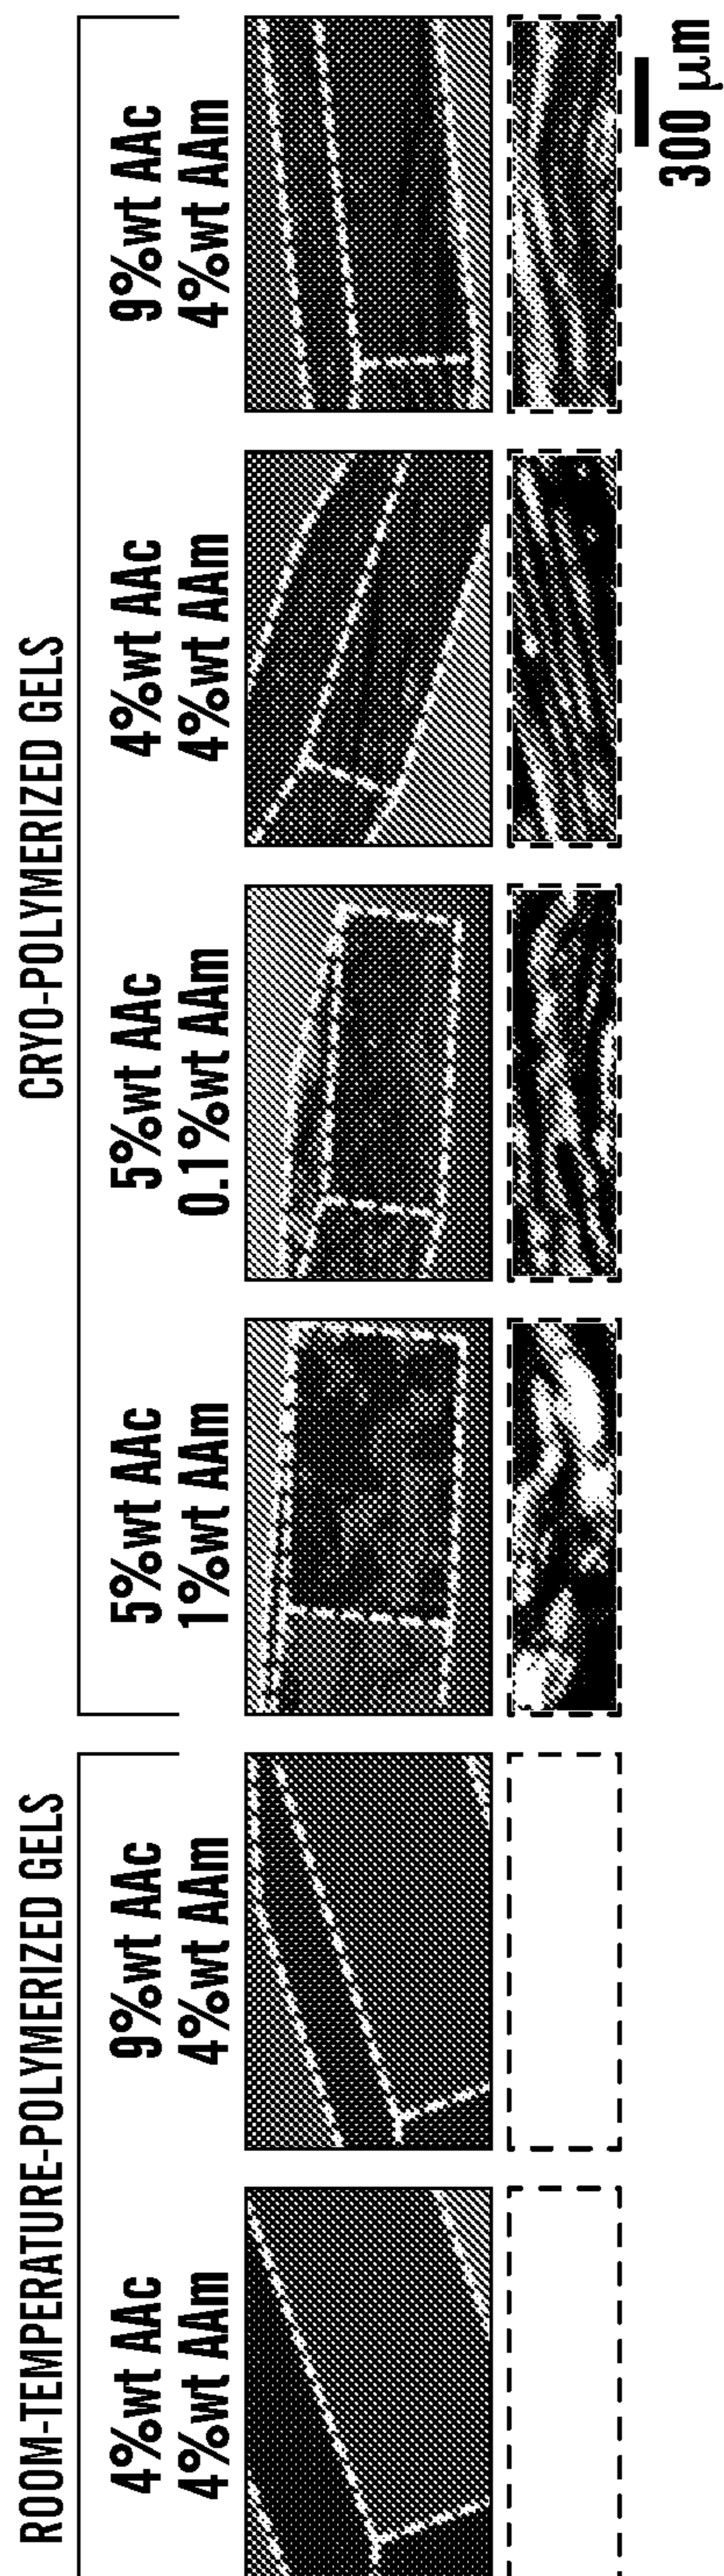 ROOM-TEMPERATURE-POLYMERIZED GELS
CRYO-POLYMERIZED GELS
4%wt AAc
4%wt AAm
9%wt AAc
4%wt AAm
5%wt AAc
1%wt AAm
5%wt AAc
0.1%wt AAm
4%wt AAc
4%wt AAm
9%wt AAc
4%wt AAm
300 μm